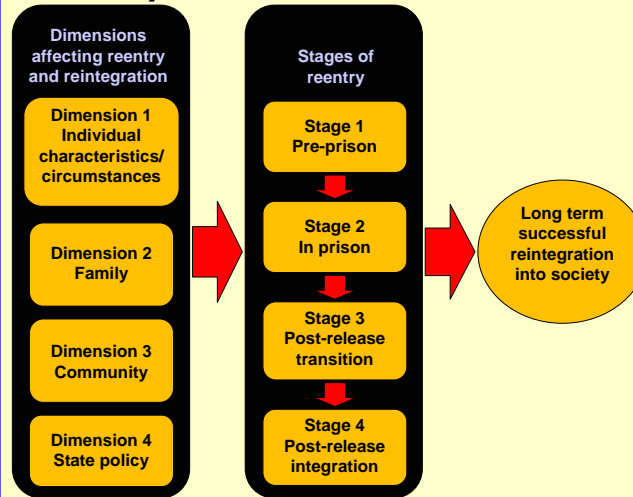 Dimensions
affecting reentry
and reintegration
Dimension 1
Individual
characteristics/
circumstances
Dimension 2
Family
Dimension 3
Community
Dimension 4
State policy
Stages of
reentry
Stage 1
Pre-prison
Stage 2
In prison
Stage 3
Post-release
transition
Stage 4
Post-release
integration
Long term
successful
reintegration
into society